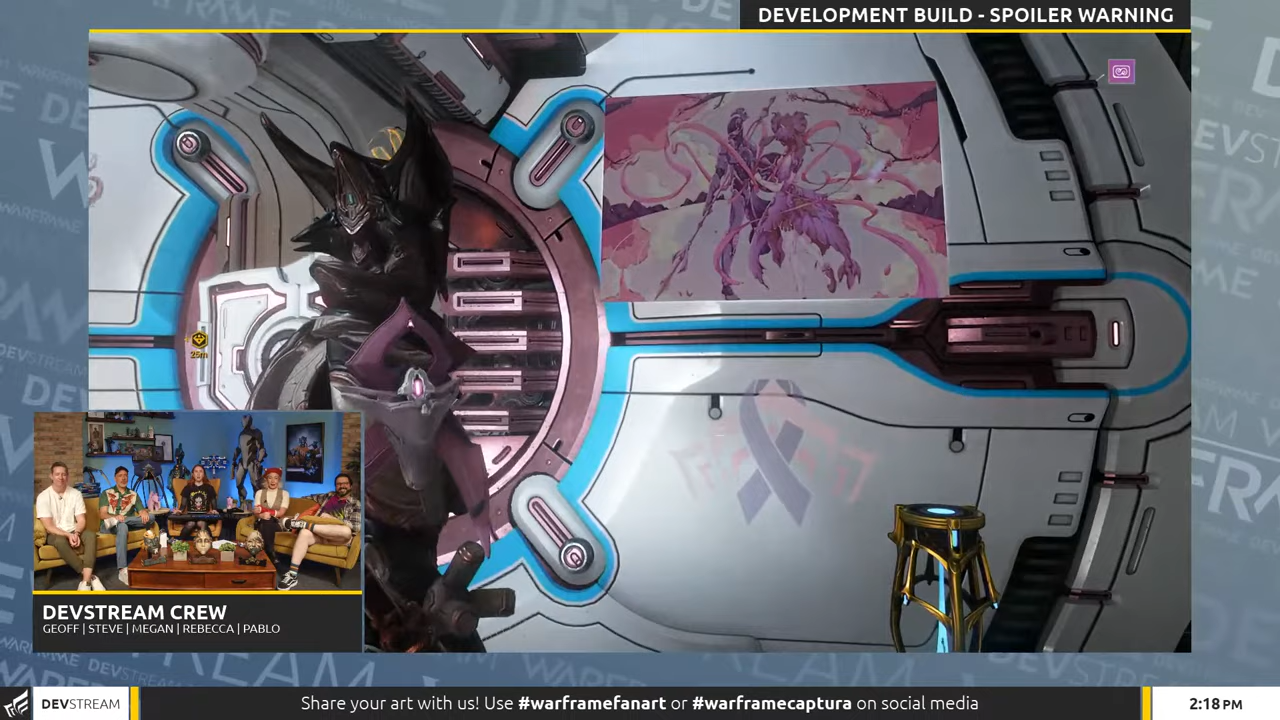 DEVELOPMENT BUILD - SPOILER WARNING
26m
DEVSTREAM CREW
GEOFF | STEVE | MEGAN | REBECCA | PABLO
DEVSTREAM
Share your art with us! Use #warframefanart or #warframecaptura on social media
2:18 PM